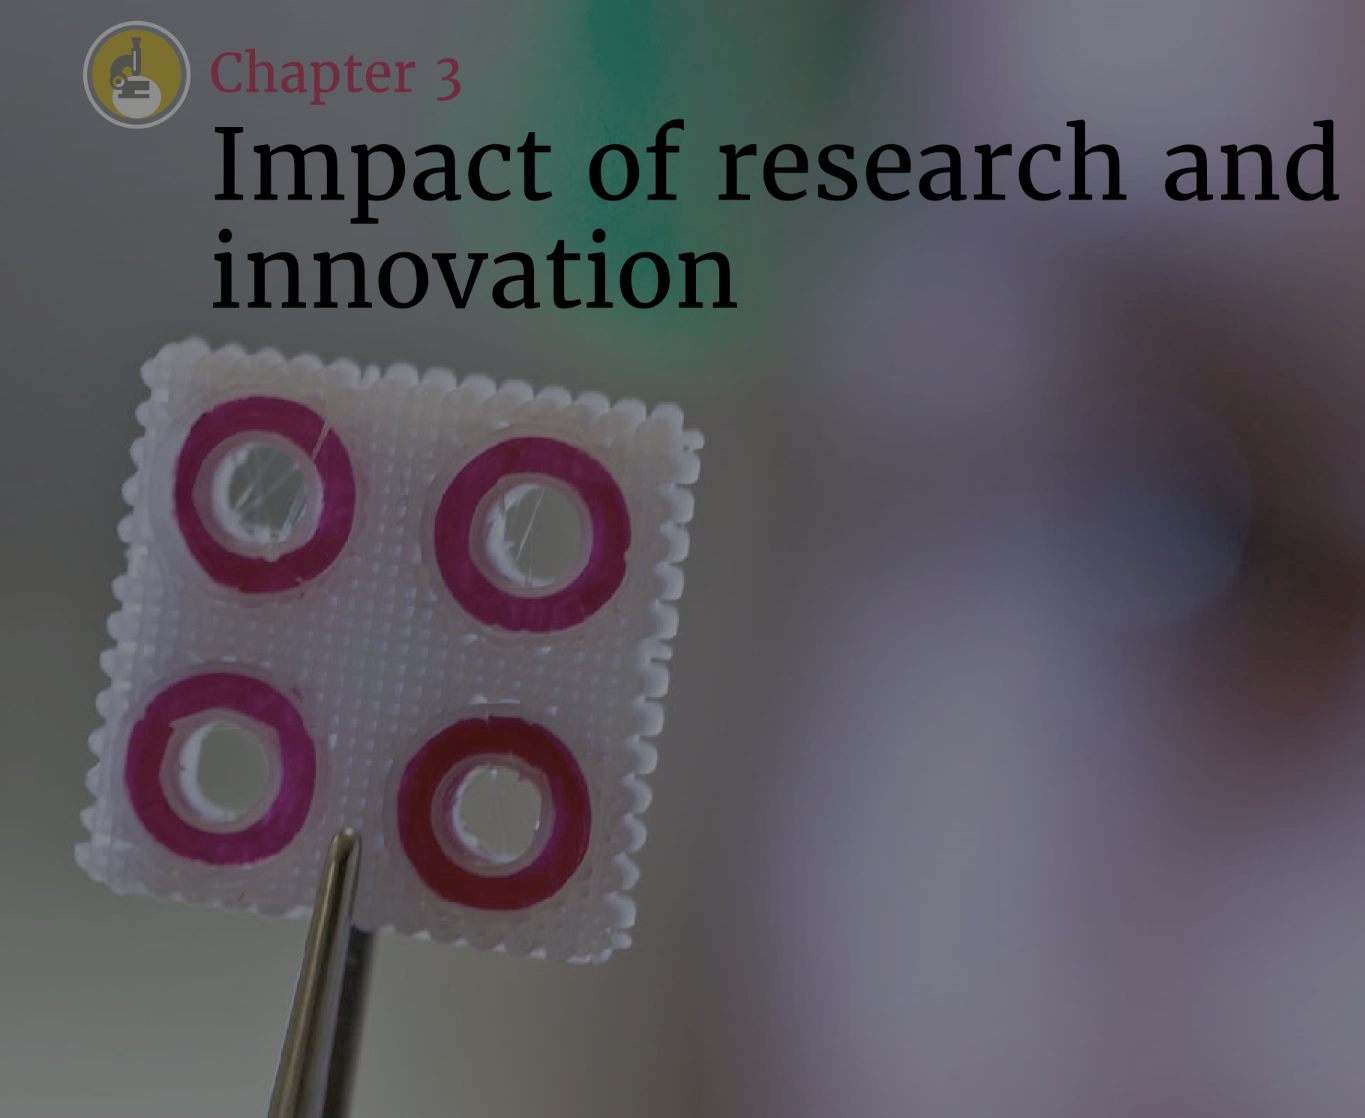 Chapter 3
Impact of research and
innovation